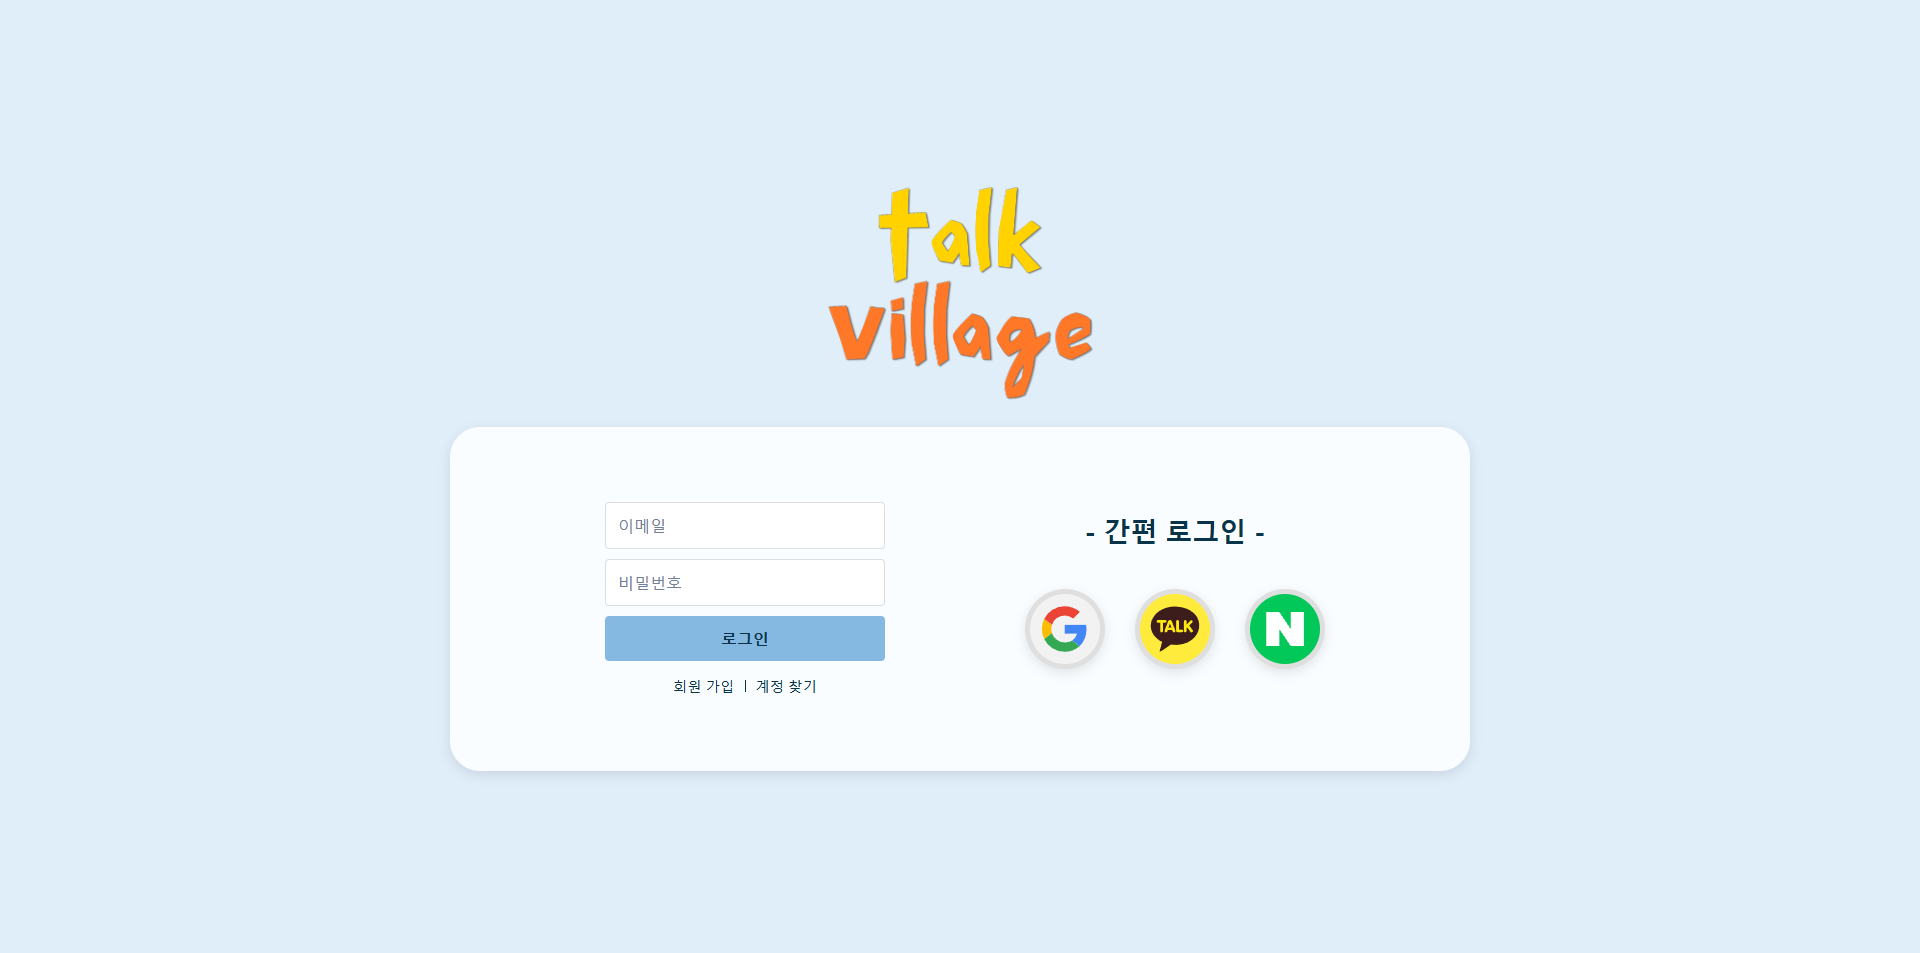 talk
village
이메일
비밀번호
로그인
회원 가입 | 계정 찾기
- 간편 로그인 -
G
TALK
N